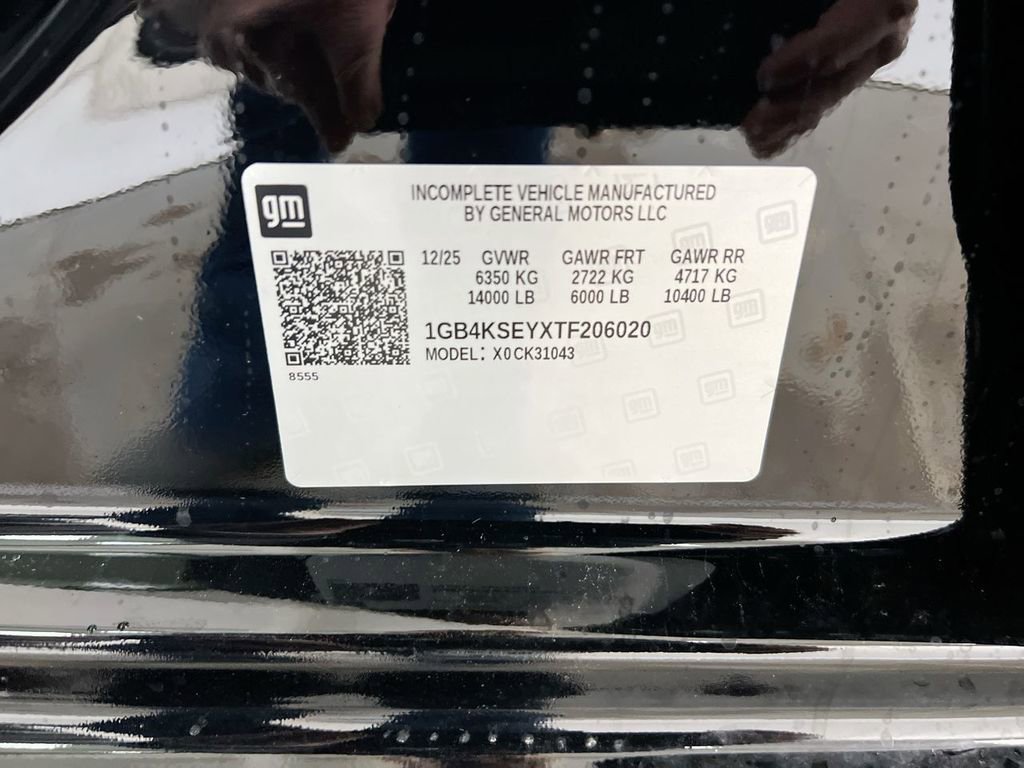 gm
INCOMPLETE VEHICLE MANUFACTURED
BY GENERAL MOTORS LLC
12/25 GVWR GAWR FRT GAWR RR
6350 KG 2722 KG 4717 KG
14000 LB 6000 LB 10400 LB
1GB4KSEYXTF206020
MODEL: X0CK31043
8555